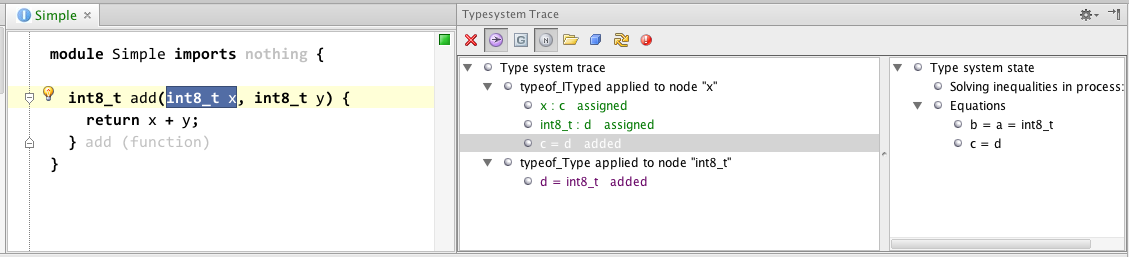 Simple
module Simple imports nothing {
int8_t add(int8_t x, int8_t y) {
return x + y;
} add (function)
}
Typesystem Trace
Type system trace
typeof_ITyped applied to node "x"
x : c assigned
int8_t : d assigned
c = d added
typeof_Type applied to node "int8_t"
d = int8_t added
Type system state
Solving inequalities in process:
Equations
b = a = int8_t
c = d